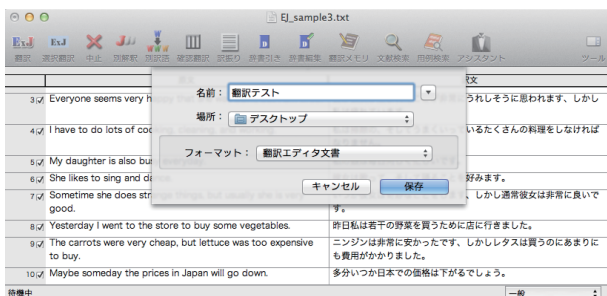 EJ_sample3.txt
翻訳 選択翻訳 中止 別解釈 別訳語 確認翻訳 訳振り 辞書引き 辞書編集 翻訳メモリ 文献検索 用例検索 アシスタント ツール
名前： 翻訳テスト
場所： デスクトップ
フォーマット： 翻訳エディタ文書
キャンセル 保存
3 Everyone seems very h うれしそうに思われます、しかし
4 I have to do lots of co いるたくさんの料理をしなければ
5 My daughter is also bus
6 She likes to sing and da を好みます。
7 Sometime she does str 、しかし通常彼女は非常に良いで
good. す。
8 Yesterday I went to the store to buy some vegetables. 昨日私は若干の野菜を買うために店に行きました。
9 The carrots were very cheap, but lettuce was too expensive ニンジンは非常に安かったです、しかしレタスは買うのにあまりに
to buy. も費用がかかりました。
10 Maybe someday the prices in Japan will go down. 多分いつか日本での価格は下がるでしょう。
待機中 一般